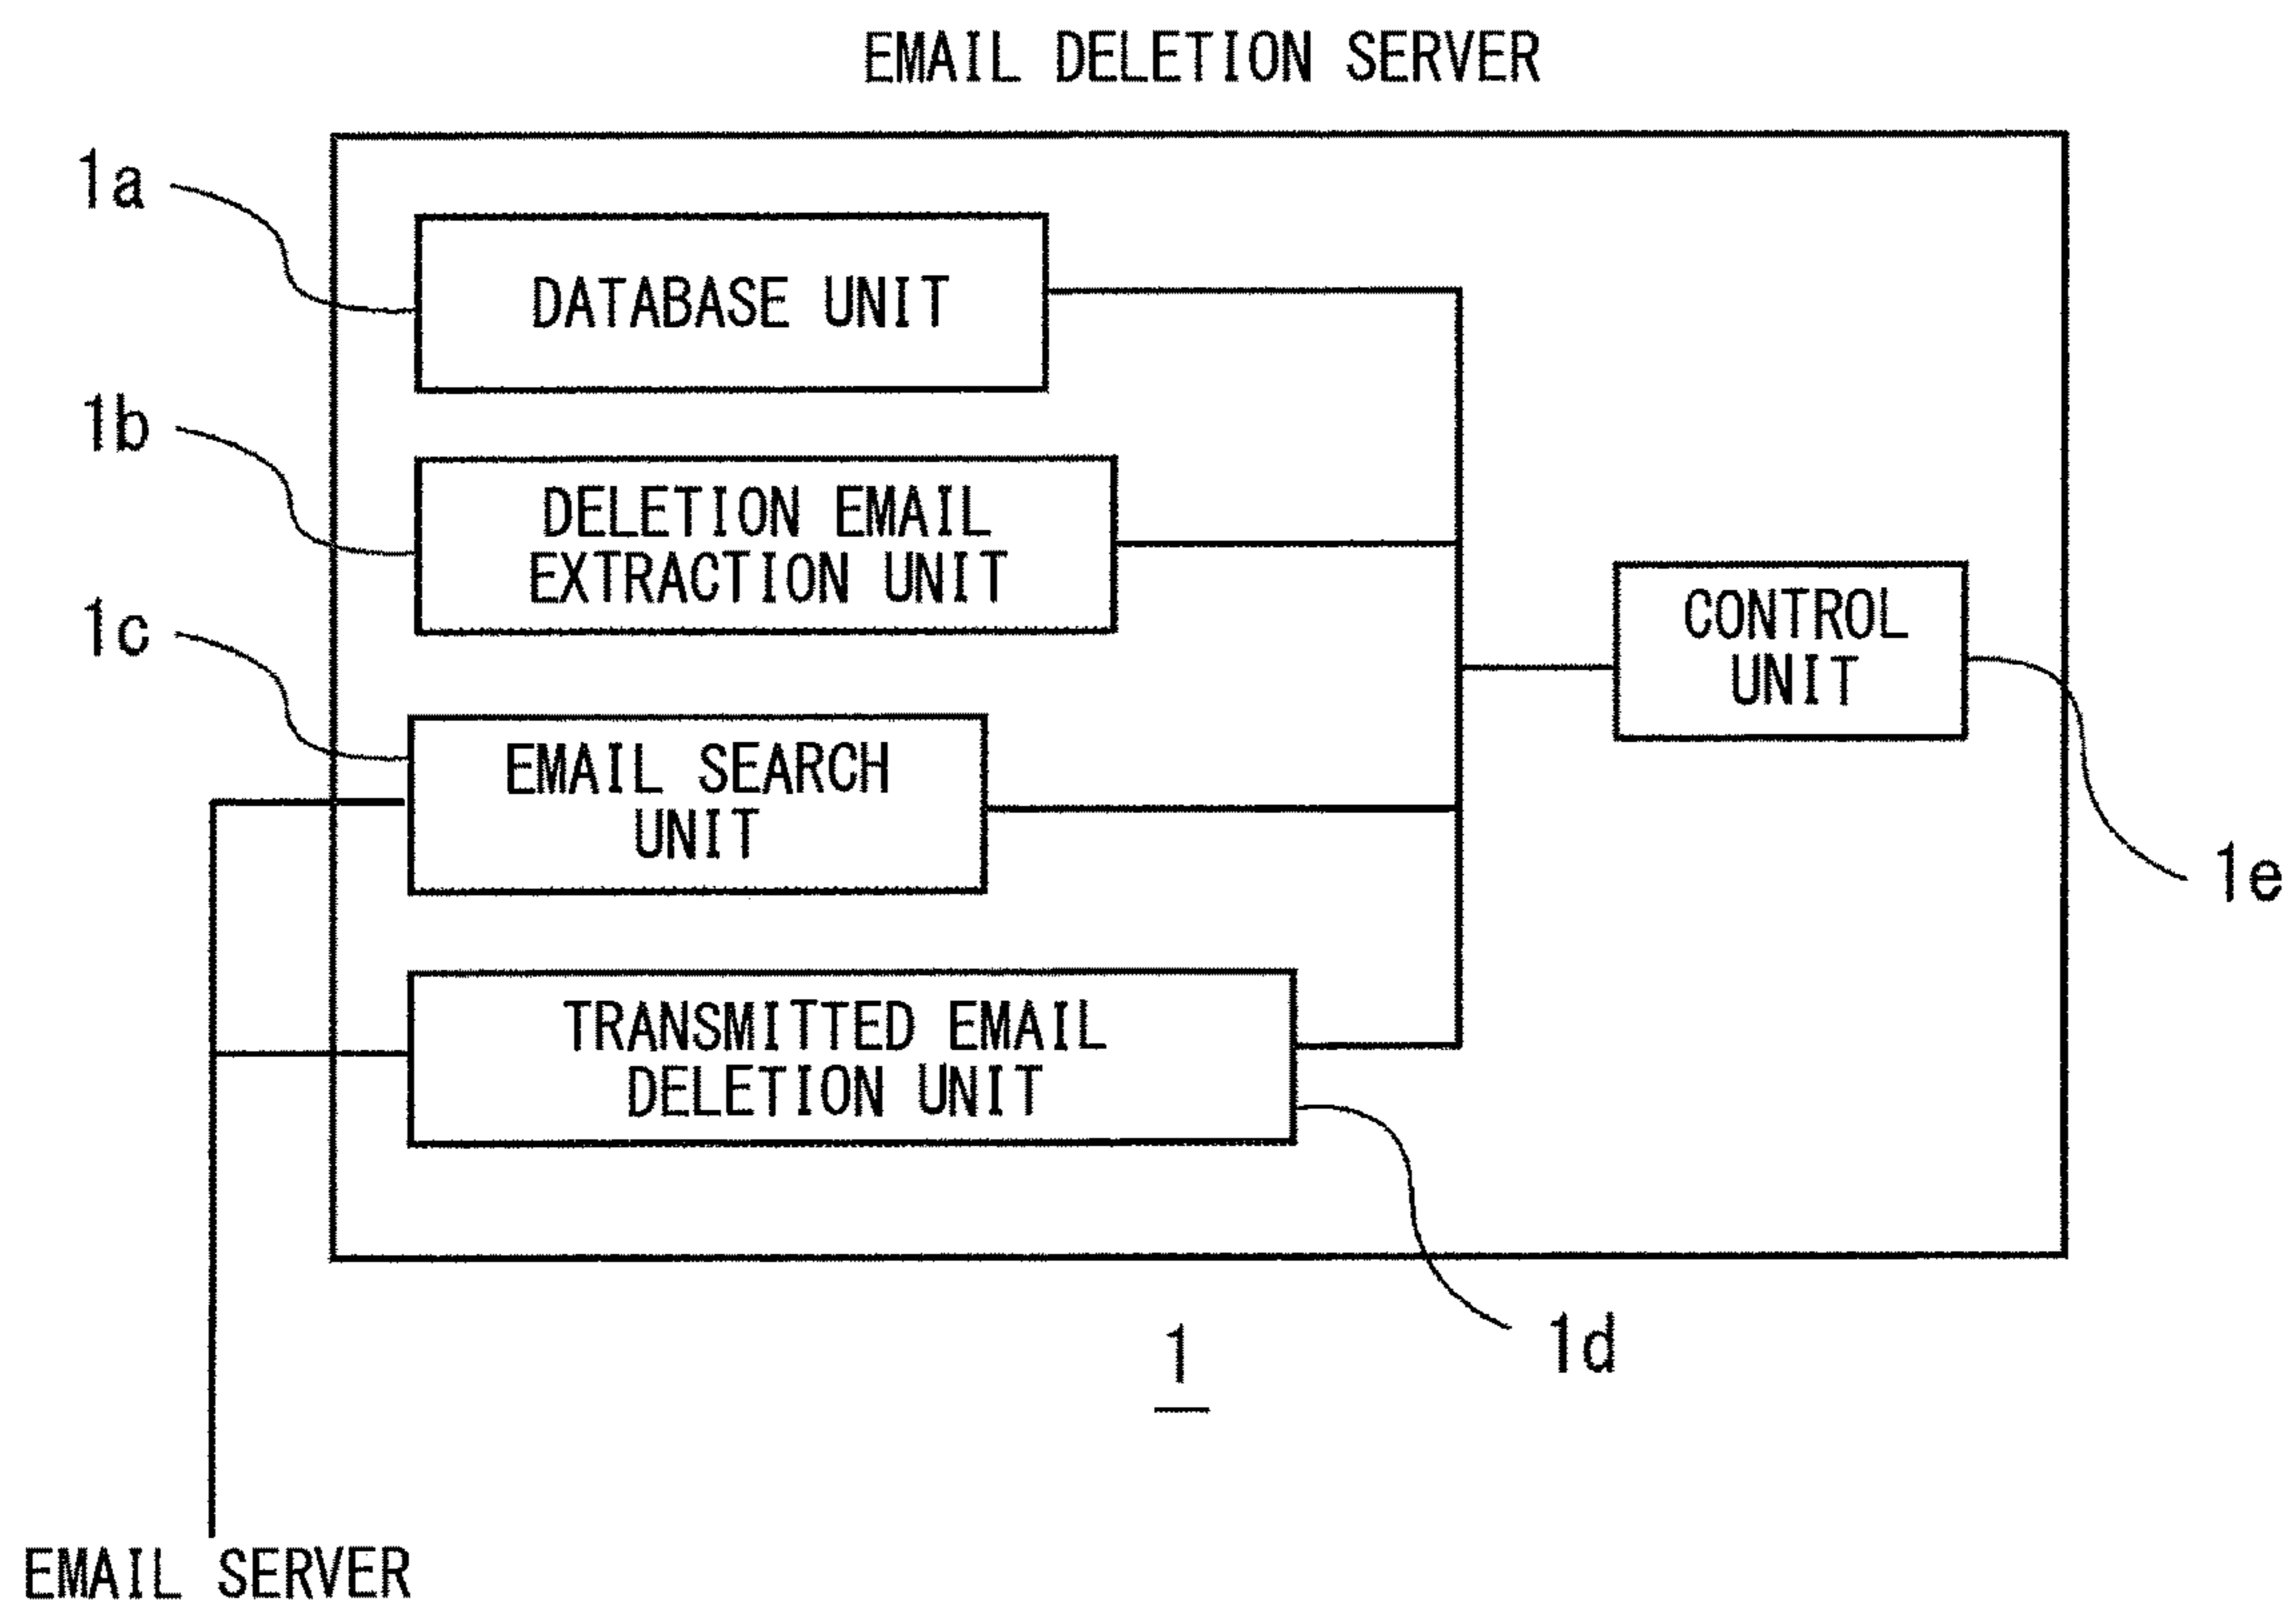 EMAIL DELETION SERVER
1a
DATABASE UNIT
1b
DELETION EMAIL
EXTRACTION UNIT
1c
CONTROL
UNIT
EMAIL SEARCH
UNIT
1e
TRANSMITTED EMAIL
DELETION UNIT
1d
1
EMAIL SERVER